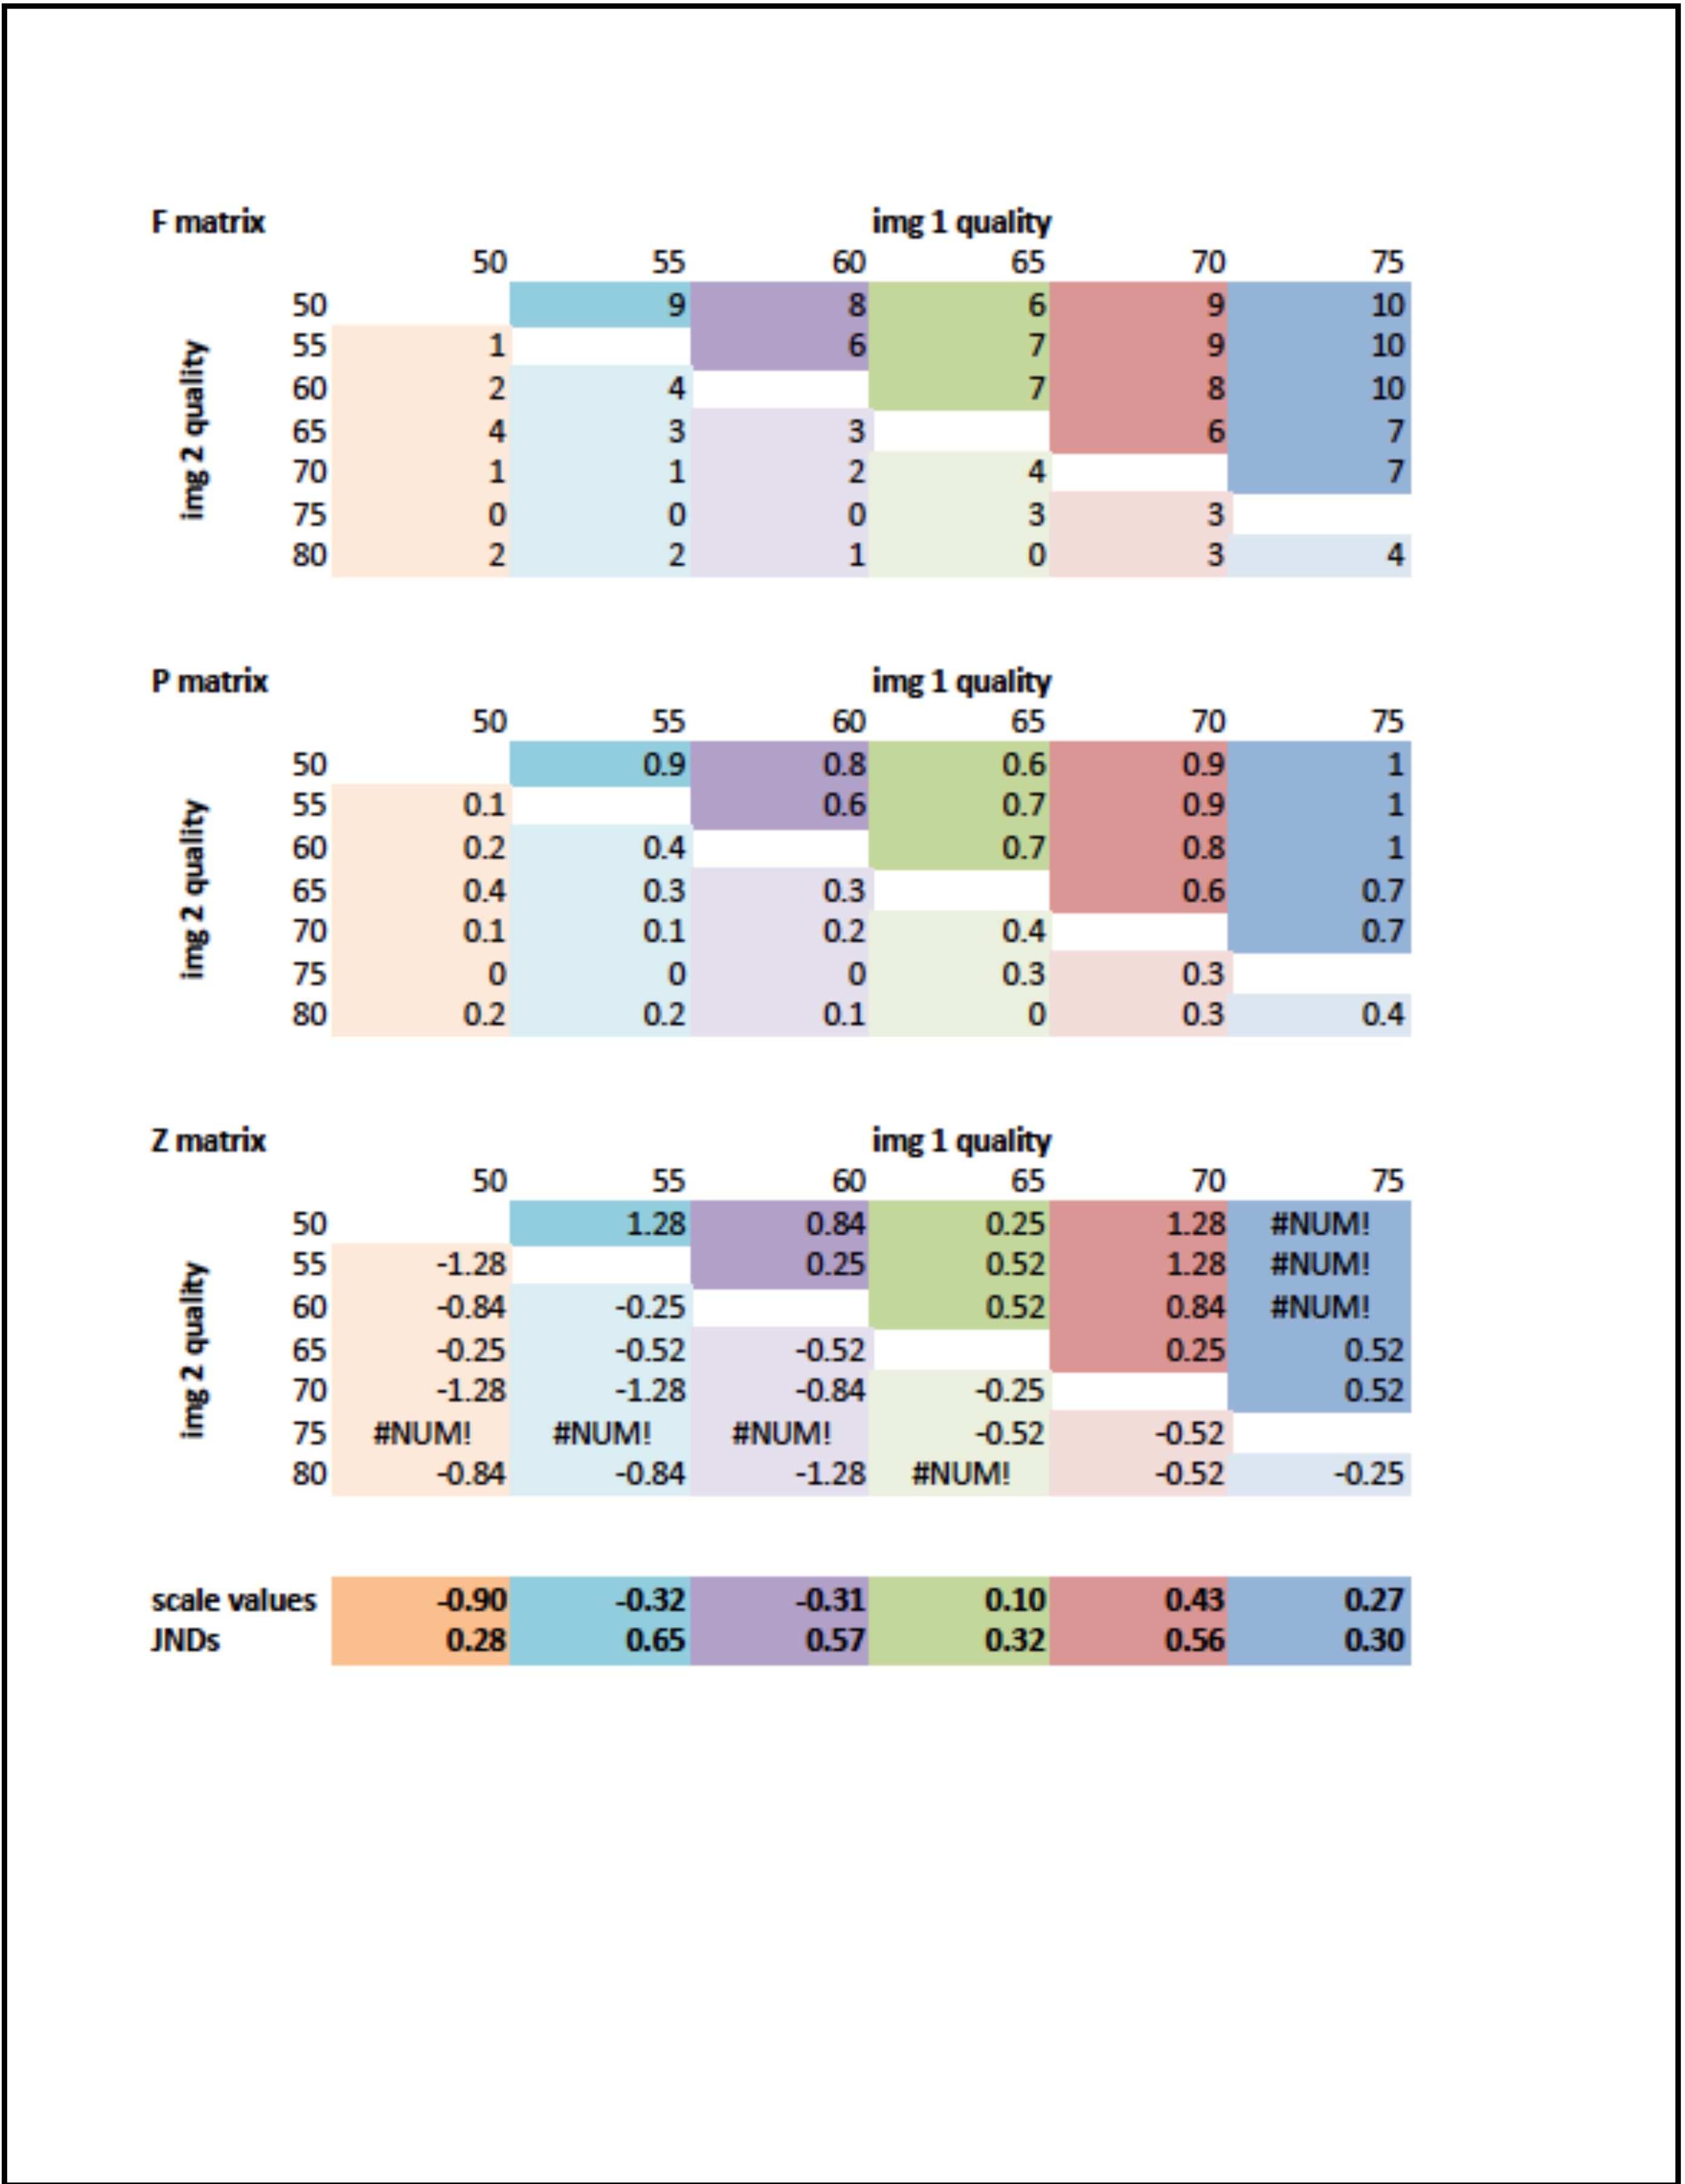 F matrix img 1 quality
50 55 60 65 70 75
img 2 quality
50 9 8 6 9 10
55 1 6 7 9 10
60 2 4 7 8 10
65 4 3 3 6 7
70 1 1 2 4 7
75 0 0 0 3 3
80 2 2 1 0 3 4
P matrix img 1 quality
50 55 60 65 70 75
img 2 quality
50 0.9 0.8 0.6 0.9 1
55 0.1 0.6 0.7 0.9 1
60 0.2 0.4 0.7 0.8 1
65 0.4 0.3 0.3 0.6 0.7
70 0.1 0.1 0.2 0.4 0.7
75 0 0 0 0.3 0.3
80 0.2 0.2 0.1 0 0.3 0.4
Z matrix img 1 quality
50 55 60 65 70 75
img 2 quality
50 1.28 0.84 0.25 1.28 #NUM!
55 -1.28 0.25 0.52 1.28 #NUM!
60 -0.84 -0.25 0.52 0.84 #NUM!
65 -0.25 -0.52 -0.52 0.25 0.52
70 -1.28 -1.28 -0.84 -0.25 0.52
75 #NUM! #NUM! #NUM! -0.52 -0.52
80 -0.84 -0.84 -1.28 #NUM! -0.52 -0.25
scale values -0.90 -0.32 -0.31 0.10 0.43 0.27
JNDs 0.28 0.65 0.57 0.32 0.56 0.30